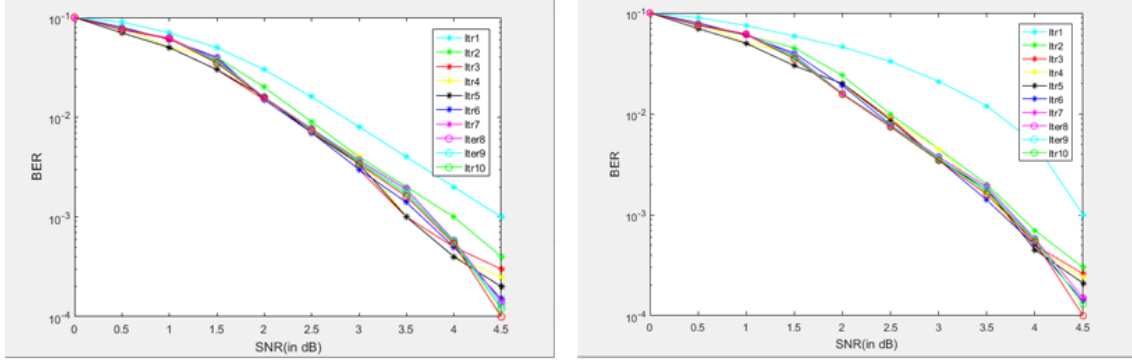 10-1
10-2
10-3
10-4
BER
0 0.5 1 1.5 2 2.5 3 3.5 4 4.5
SNR(in dB)
Itr1
Itr2
Itr3
Itr4
Itr5
Itr6
Itr7
Iter8
Iter9
Itr10
10-1
10-2
10-3
10-4
BER
0 0.5 1 1.5 2 2.5 3 3.5 4 4.5
SNR(in dB)
Itr1
Itr2
Itr3
Itr4
Itr5
Itr6
Itr7
Iter8
Iter9
Itr10